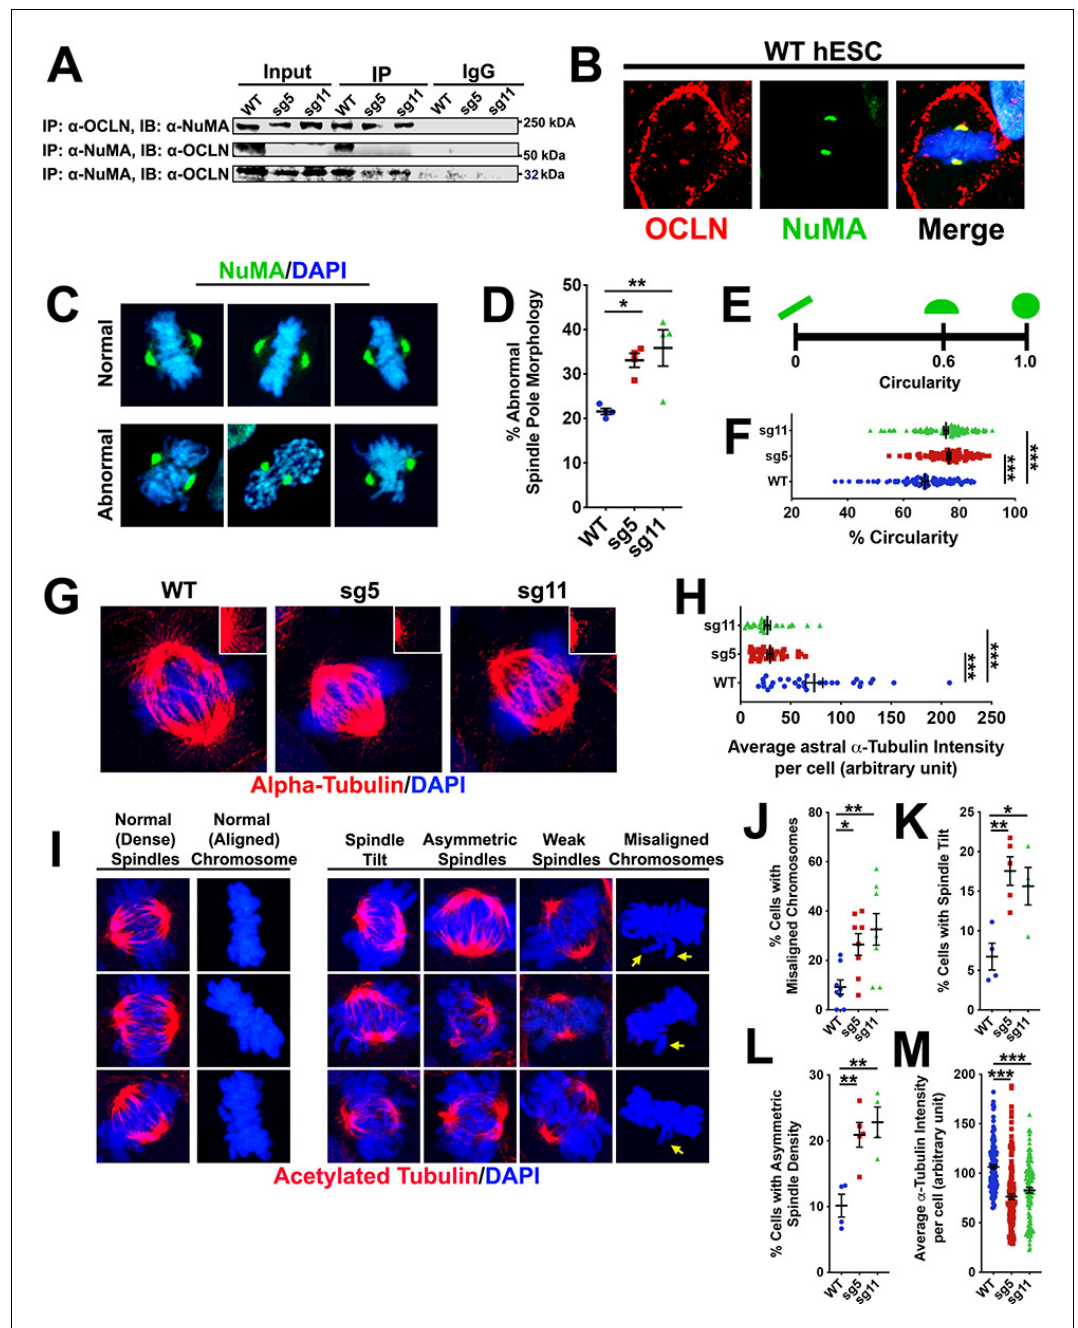 A
Input
IP
IgG
WT
sg5
sg11
WT
sg5
sg11
WT
sg5
sg11
IP: α-OCLN, IB: α-NuMA
250 kDA
IP: α-NuMA, IB: α-OCLN
50 kDa
IP: α-NuMA, IB: α-OCLN
32 kDa
B
WT hESC
OCLN
NuMA
Merge
C
NuMA/DAPI
Normal
Abnormal
D
% Abnormal
Spindle Pole Morphology
50
40
30
20
10
0
*
**
WT
sg5
sg11
E
0
0.6
1.0
Circularity
F
sg11
sg5
WT
***
***
20
40
60
80
100
% Circularity
G
WT
sg5
sg11
Alpha-Tubulin/DAPI
H
sg11
sg5
WT
***
***
0
50
100
150
200
250
Average astral α-Tubulin Intensity
per cell (arbitrary unit)
I
Normal
(Dense)
Spindles
Normal
(Aligned)
Chromosome
Spindle
Tilt
Asymmetric
Spindles
Weak
Spindles
Misaligned
Chromosomes
Acetylated Tubulin/DAPI
J
% Cells with
Misaligned Chromosomes
80
60
40
20
0
**
*
WT
sg5
sg11
K
% Cells with Spindle Tilt
25
20
15
10
5
0
*
**
WT
sg5
sg11
L
% Cells with Asymmetric
Spindle Density
30
20
10
0
**
**
WT
sg5
sg11
M
Average α-Tubulin Intensity
per cell (arbitrary unit)
200
150
100
50
0
***
***
WT
sg5
sg11